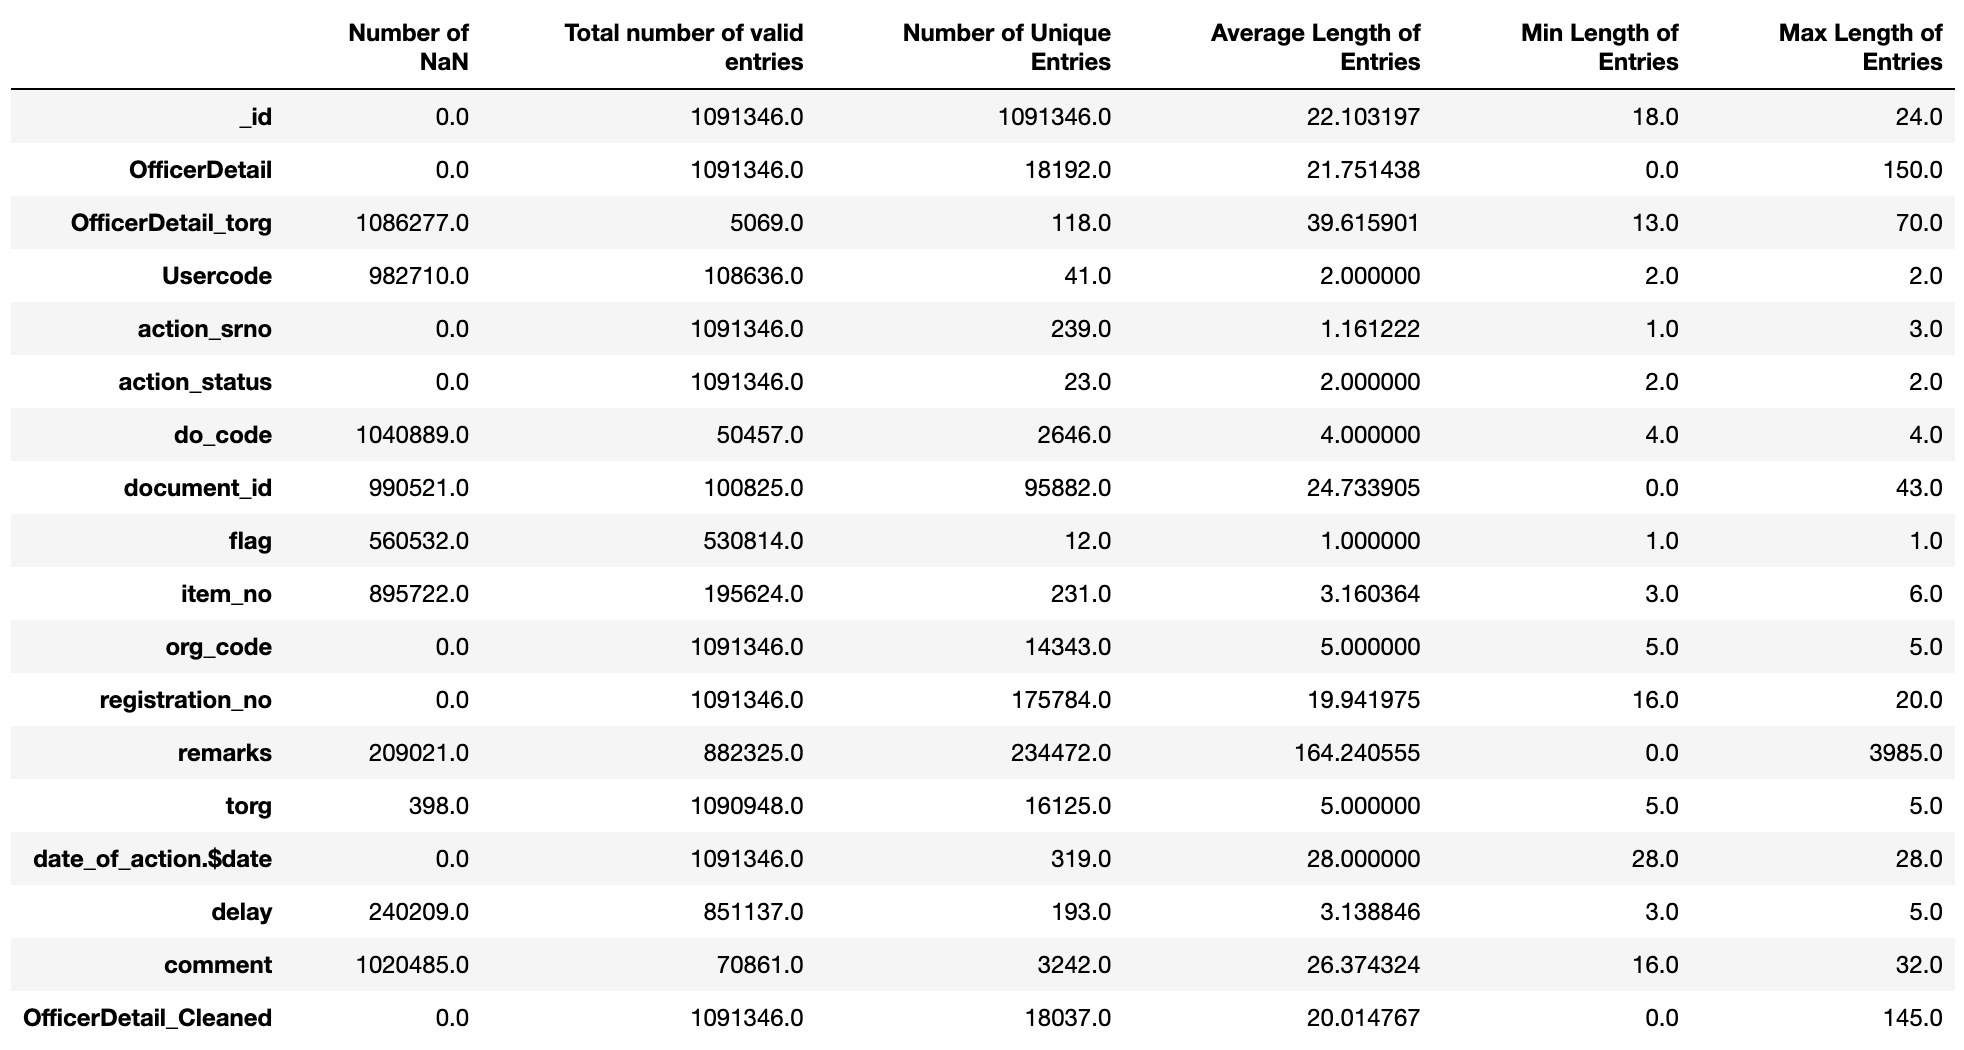 Number of NaN Total number of valid entries Number of Unique Entries Average Length of Entries Min Length of Entries Max Length of Entries
_id 0.0 1091346.0 1091346.0 22.103197 18.0 24.0
OfficerDetail 0.0 1091346.0 18192.0 21.751438 0.0 150.0
OfficerDetail_torg 1086277.0 5069.0 118.0 39.615901 13.0 70.0
Usercode 982710.0 108636.0 41.0 2.000000 2.0 2.0
action_srno 0.0 1091346.0 239.0 1.161222 1.0 3.0
action_status 0.0 1091346.0 23.0 2.000000 2.0 2.0
do_code 1040889.0 50457.0 2646.0 4.000000 4.0 4.0
document_id 990521.0 100825.0 95882.0 24.733905 0.0 43.0
flag 560532.0 530814.0 12.0 1.000000 1.0 1.0
item_no 895722.0 195624.0 231.0 3.160364 3.0 6.0
org_code 0.0 1091346.0 14343.0 5.000000 5.0 5.0
registration_no 0.0 1091346.0 175784.0 19.941975 16.0 20.0
remarks 209021.0 882325.0 234472.0 164.240555 0.0 3985.0
torg 398.0 1090948.0 16125.0 5.000000 5.0 5.0
date_of_action.$date 0.0 1091346.0 319.0 28.000000 28.0 28.0
delay 240209.0 851137.0 193.0 3.138846 3.0 5.0
comment 1020485.0 70861.0 3242.0 26.374324 16.0 32.0
OfficerDetail_Cleaned 0.0 1091346.0 18037.0 20.014767 0.0 145.0